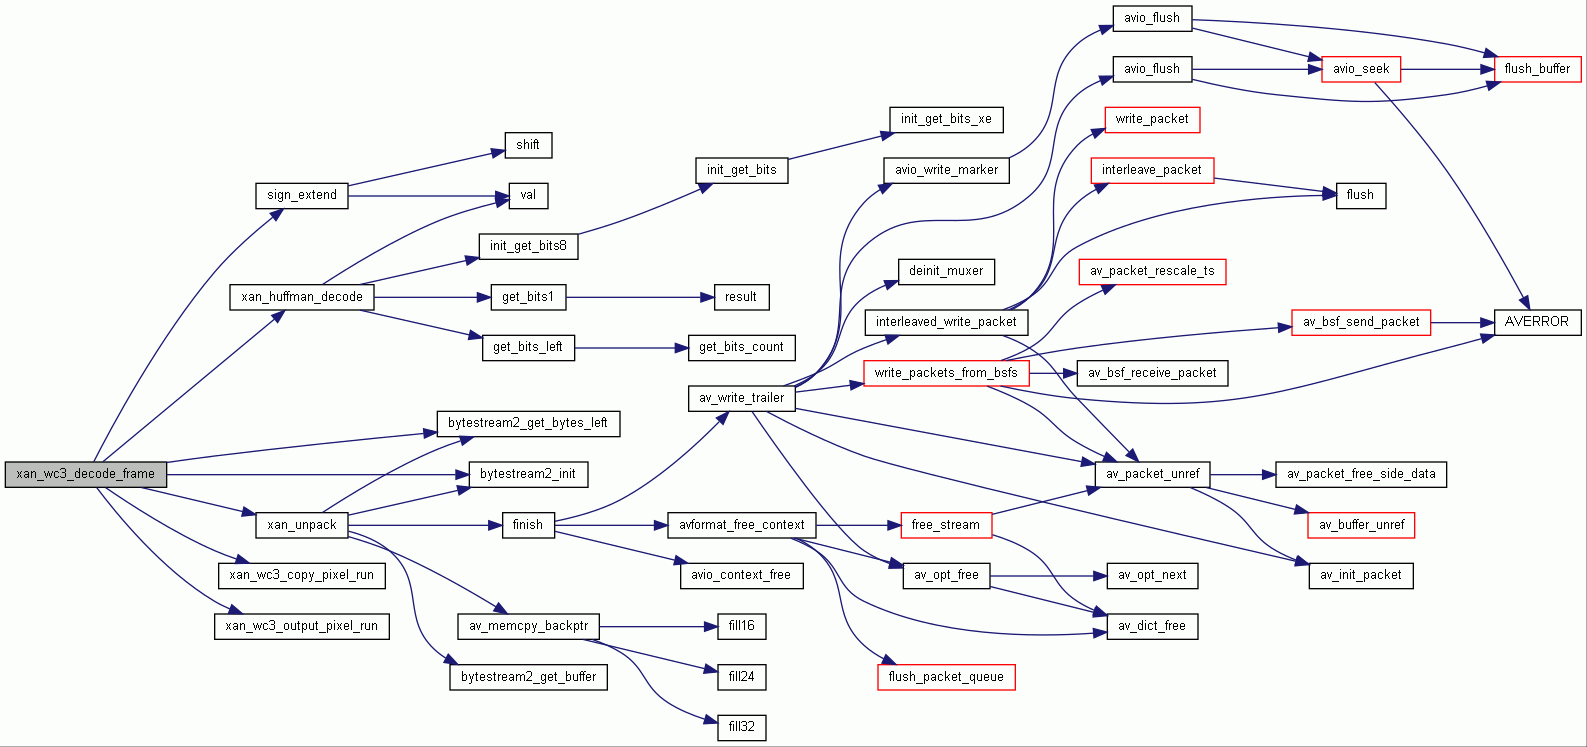 xan_wc3_decode_frame
sign_extend
shift
val
xan_huffman_decode
init_get_bits8
init_get_bits
init_get_bits_xe
get_bits1
result
get_bits_left
get_bits_count
bytestream2_get_bytes_left
bytestream2_init
xan_unpack
finish
av_write_trailer
avio_write_marker
avio_flush
avio_flush
avio_seek
flush_buffer
write_packet
interleave_packet
flush
deinit_muxer
av_packet_rescale_ts
interleaved_write_packet
av_bsf_send_packet
AVERROR
write_packets_from_bsfs
av_bsf_receive_packet
av_packet_unref
av_packet_free_side_data
av_buffer_unref
av_init_packet
avformat_free_context
free_stream
avio_context_free
av_opt_free
av_opt_next
av_dict_free
flush_packet_queue
xan_wc3_copy_pixel_run
xan_wc3_output_pixel_run
av_memcpy_backptr
fill16
fill24
fill32
bytestream2_get_buffer